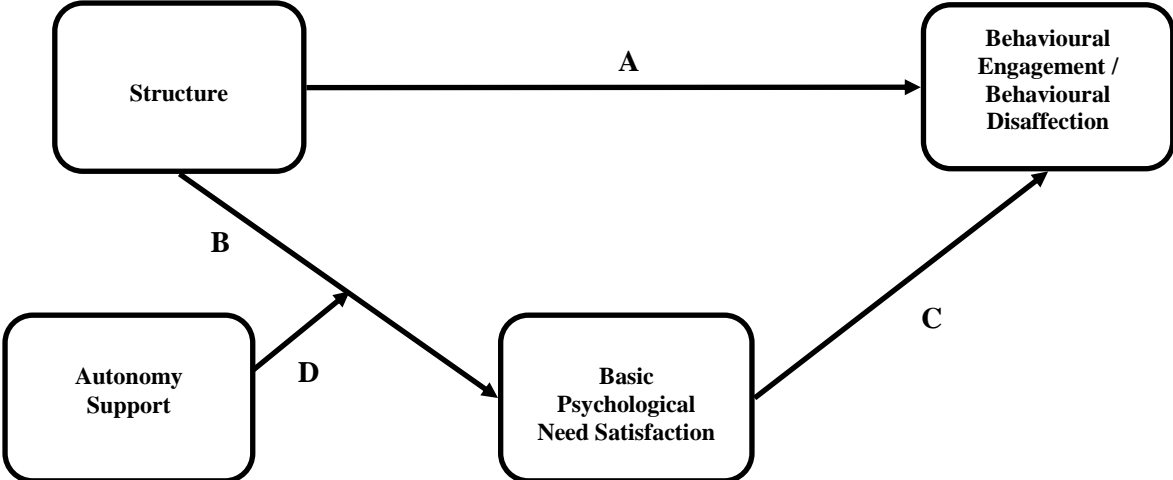 Structure
A
Behavioural
Engagement /
Behavioural
Disaffection
B
C
D
Autonomy
Support
Basic
Psychological
Need Satisfaction